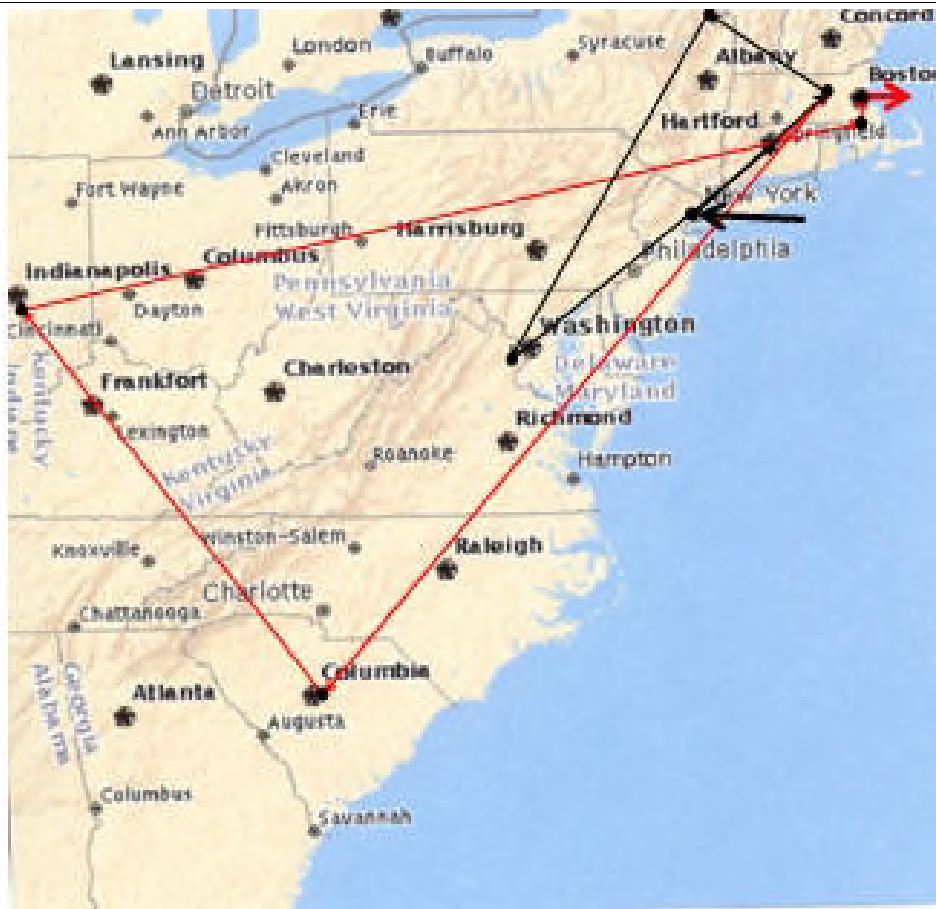 Concord
London
Syracuse
Buffalo
Lansing
Albany
Boston
Detroit
Erie
Hartford
Springfield
Ann Arbor
Cleveland
Fort Wayne
Akron
New York
Pittsburgh
Harrisburg
Columbus
Philadelphia
Indianapolis
Pennsylvania
Dayton
West Virginia
Cincinnati
Washington
Delaware
Charleston
Frankfort
Maryland
Kentucky
Richmond
Lexington
Roanoke
Hampton
Kentucky
Virginia
Winston-Salem
Knoxville
Raleigh
Charlotte
Chattanooga
Columbia
Atlanta
Georgia
Alabama
Augusta
Columbus
Savannah